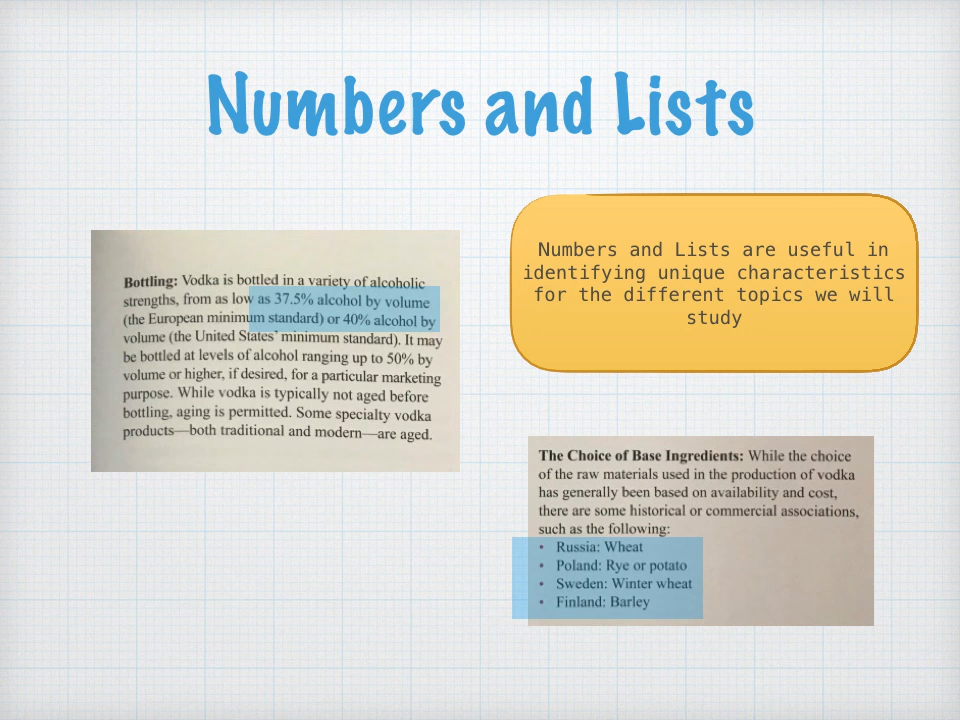 Numbers and Lists
Bottling: Vodka is bottled in a variety of alcoholic
strengths, from as low as 37.5% alcohol by volume
(the European minimum standard) or 40% alcohol by
volume (the United States' minimum standard). It may
be bottled at levels of alcohol ranging up to 50% by
volume or higher, if desired, for a particular marketing
purpose. While vodka is typically not aged before
bottling, aging is permitted. Some specialty vodka
products—both traditional and modern—are aged.
Numbers and Lists are useful in
identifying unique characteristics
for the different topics we will
study
The Choice of Base Ingredients: While the choice
of the raw materials used in the production of vodka
has generally been based on availability and cost,
there are some historical or commercial associations,
such as the following:
• Russia: Wheat
• Poland: Rye or potato
• Sweden: Winter wheat
• Finland: Barley